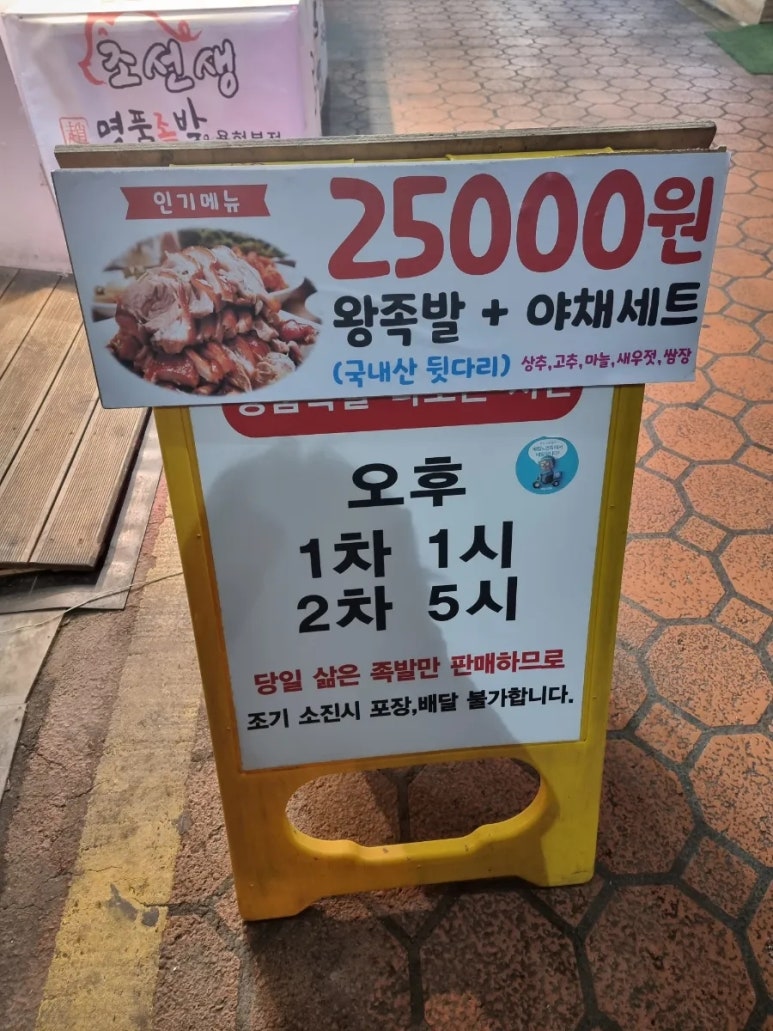 조선생
명품족발
인기메뉴
25000원
왕족발 + 야채세트
(국내산 뒷다리) 상추,고추,마늘,새우젓,쌈장
오후
1차 1시
2차 5시
당일 삶은 족발만 판매하므로
조기 소진시 포장,배달 불가합니다.